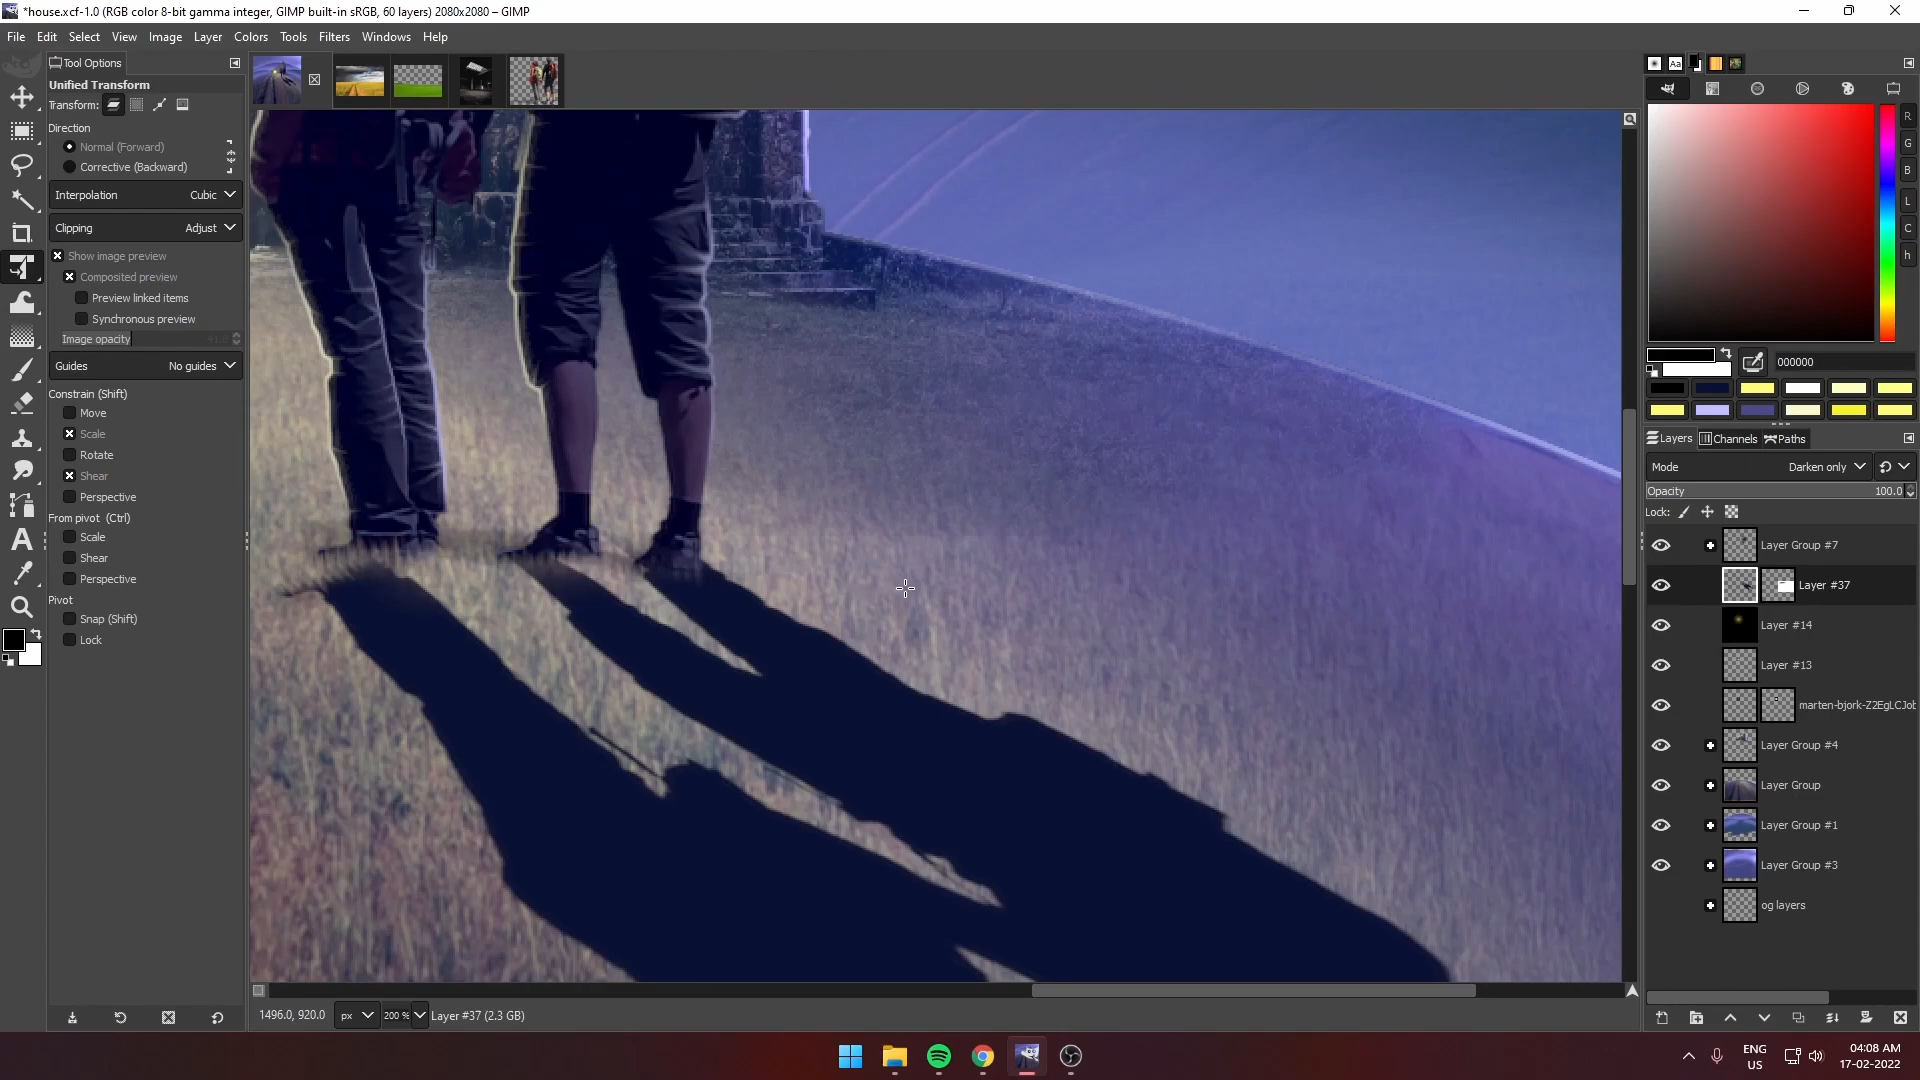 *house.xcf-1.0 (RGB color 8-bit gamma integer, GIMP built-in sRGB, 60 layers) 2080x2080 – GIMP
File Edit Select View Image Layer Colors Tools Filters Windows Help
Tool Options
Unified Transform
Transform:
Direction
Normal (Forward)
Corrective (Backward)
Interpolation Cubic
Clipping Adjust
Show image preview
Composited preview
Preview linked items
Synchronous preview
Image opacity
Guides No guides
Constrain (Shift)
Move
Scale
Rotate
Shear
Perspective
From pivot (Ctrl)
Scale
Shear
Perspective
Pivot
Snap (Shift)
Lock
A
Aa
R
G
B
L
C
h
000000
Layers Channels Paths
Mode Darken only
Opacity 100.0
Lock:
Layer Group #7
Layer #37
Layer #14
Layer #13
marten-bjork-Z2EgLCJot
Layer Group #4
Layer Group
Layer Group #1
Layer Group #3
og layers
1496.0, 920.0 px 200 % Layer #37 (2.3 GB)
ENG
US
04:08 AM
17-02-2022